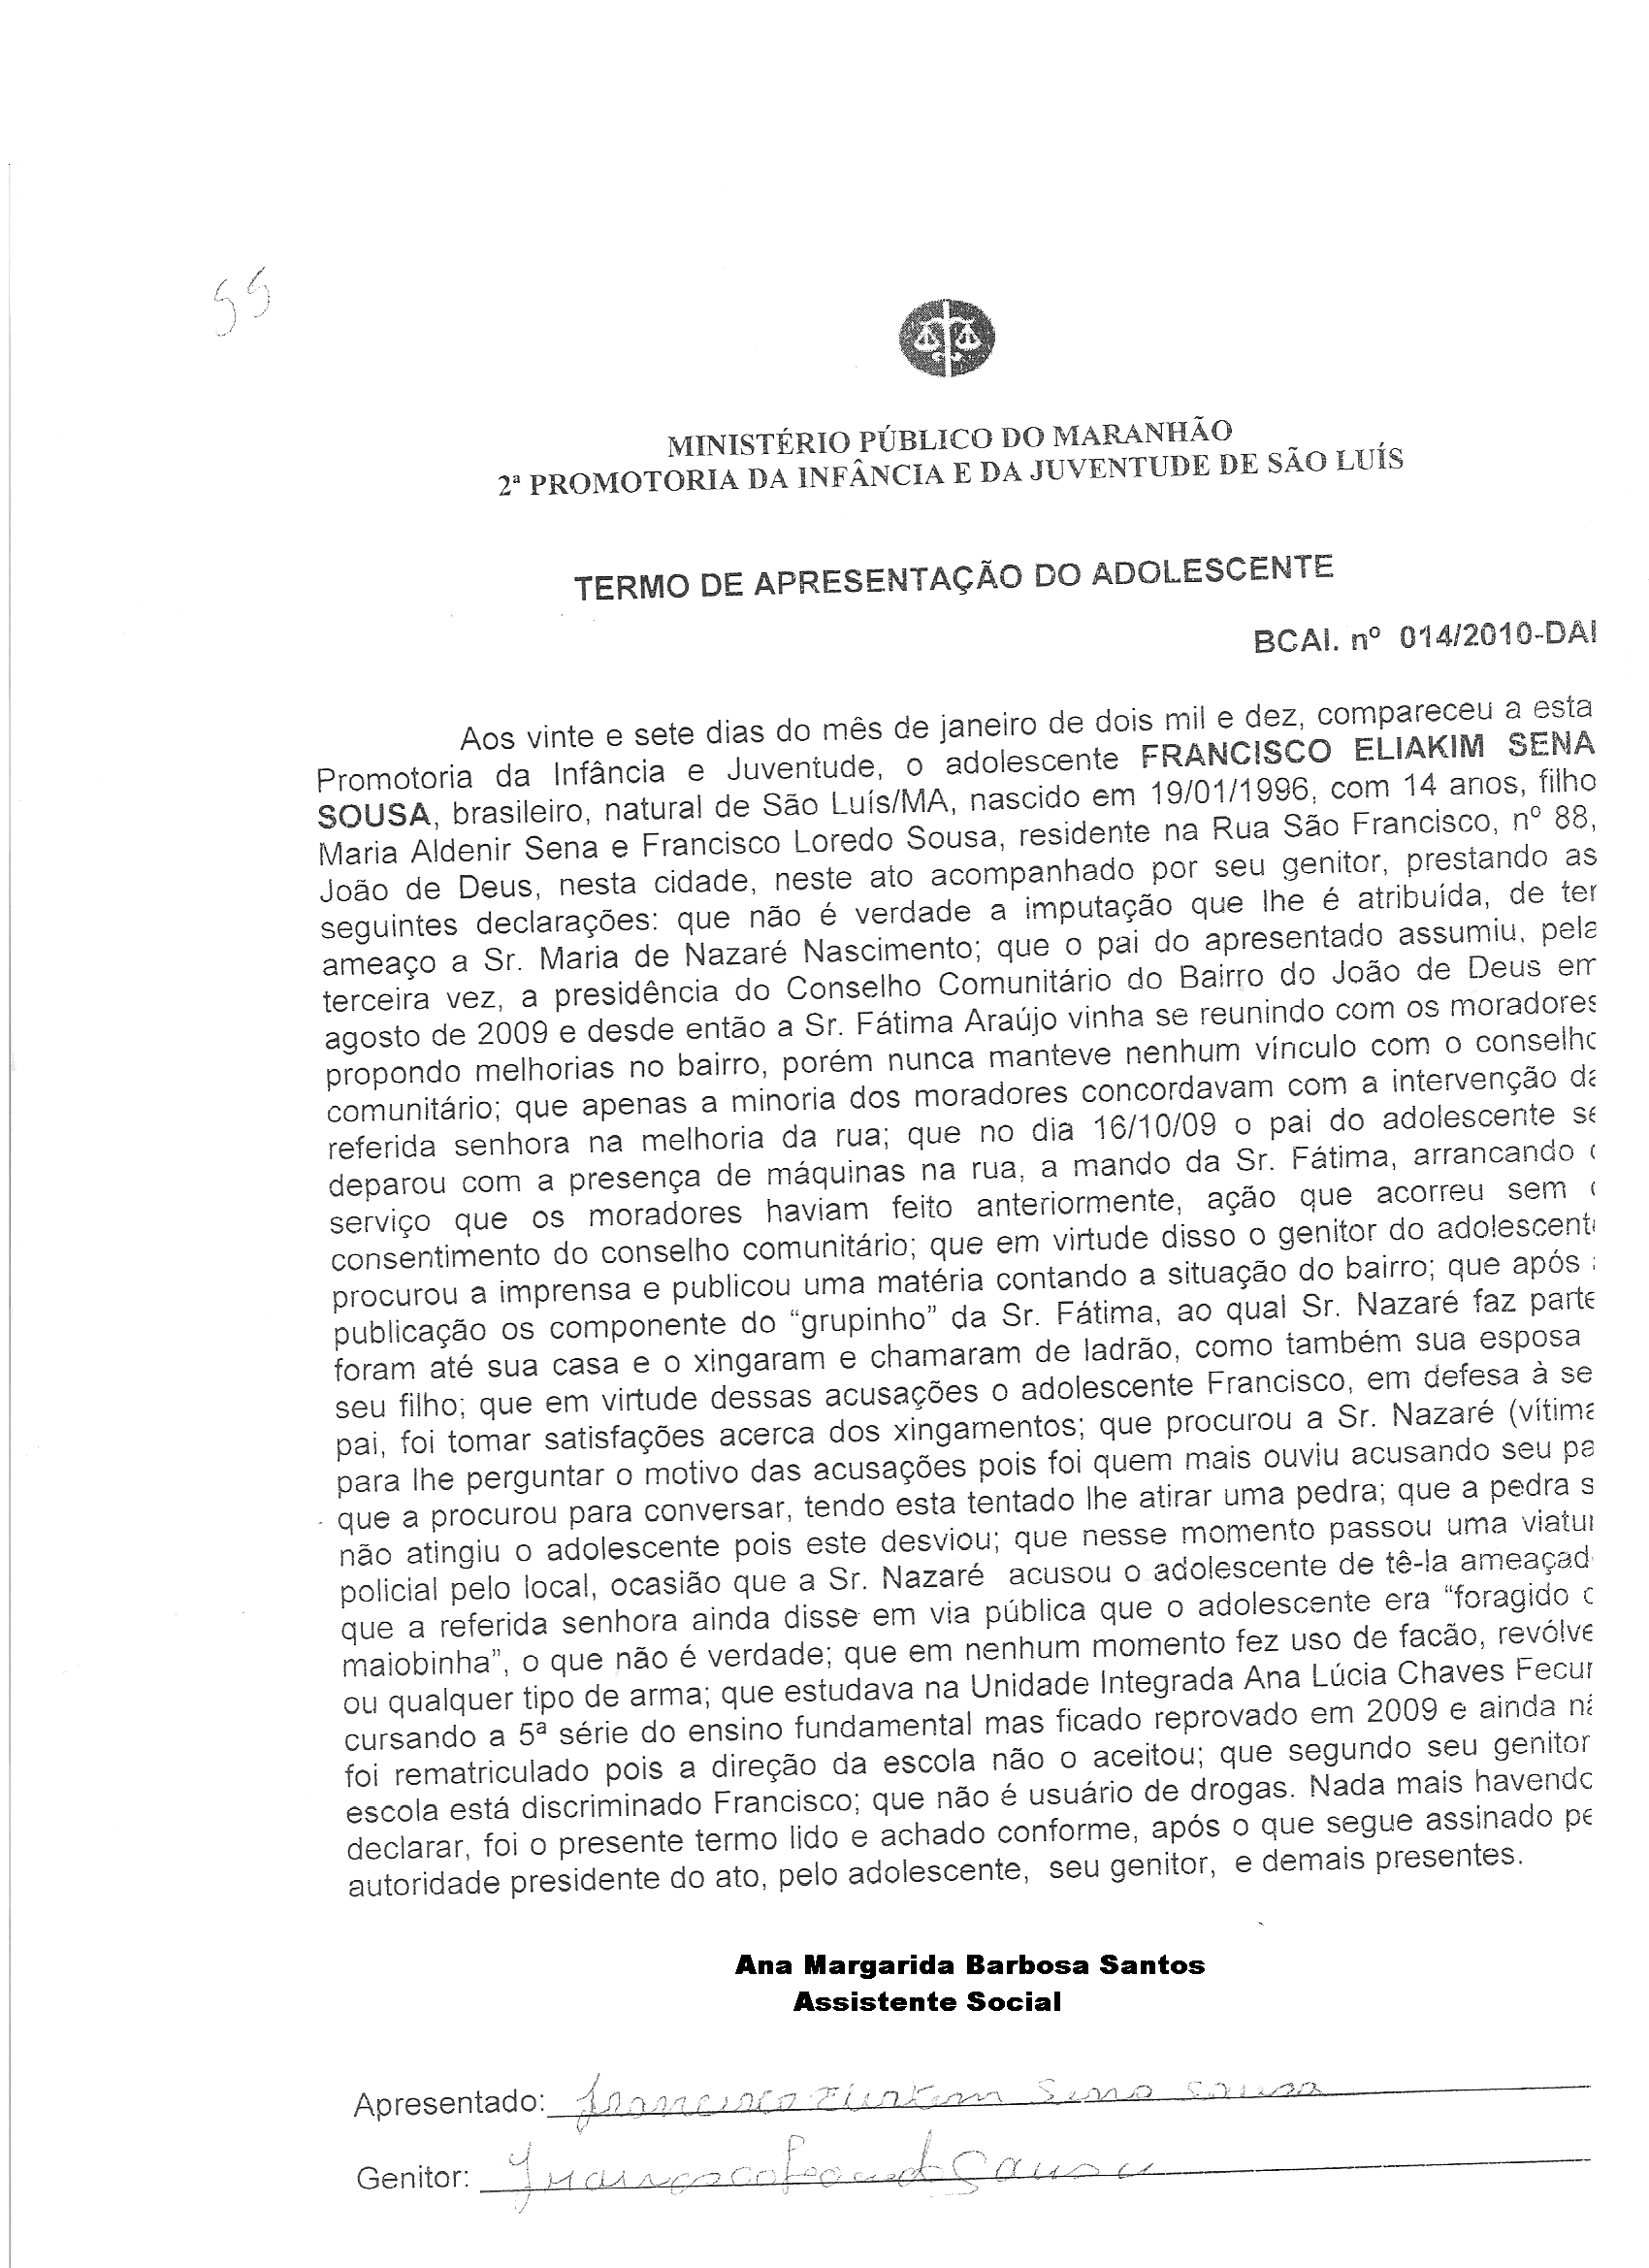 55
MINISTÉRIO PÚBLICO DO MARANHÃO
2ª PROMOTORIA DA INFÂNCIA E DA JUVENTUDE DE SÃO LUÍS
TERMO DE APRESENTAÇÃO DO ADOLESCENTE
BCAI. nº 014/2010-DAI
Aos vinte e sete dias do mês de janeiro de dois mil e dez, compareceu a esta
Promotoria da Infância e Juventude, o adolescente FRANCISCO ELIAKIM SENA
SOUSA, brasileiro, natural de São Luís/MA, nascido em 19/01/1996, com 14 anos, filho
Maria Aldenir Sena e Francisco Loredo Sousa, residente na Rua São Francisco, nº 88,
João de Deus, nesta cidade, neste ato acompanhado por seu genitor, prestando as
seguintes declarações: que não é verdade a imputação que lhe é atribuída, de ter
ameaço a Sr. Maria de Nazaré Nascimento; que o pai do apresentado assumiu, pela
terceira vez, a presidência do Conselho Comunitário do Bairro do João de Deus em
agosto de 2009 e desde então a Sr. Fátima Araújo vinha se reunindo com os moradores
propondo melhorias no bairro, porém nunca manteve nenhum vínculo com o conselho
comunitário; que apenas a minoria dos moradores concordavam com a intervenção da
referida senhora na melhoria da rua; que no dia 16/10/09 o pai do adolescente se
deparou com a presença de máquinas na rua, a mando da Sr. Fátima, arrancando
serviço que os moradores haviam feito anteriormente, ação que acorreu sem
consentimento do conselho comunitário; que em virtude disso o genitor do adolescent
procurou a imprensa e publicou uma matéria contando a situação do bairro; que após
publicação os componente do “grupinho” da Sr. Fátima, ao qual Sr. Nazaré faz parte
foram até sua casa e o xingaram e chamaram de ladrão, como também sua esposa
seu filho; que em virtude dessas acusações o adolescente Francisco, em defesa à se
pai, foi tomar satisfações acerca dos xingamentos; que procurou a Sr. Nazaré (vítima
para lhe perguntar o motivo das acusações pois foi quem mais ouviu acusando seu pa
que a procurou para conversar, tendo esta tentado lhe atirar uma pedra; que a pedra s
não atingiu o adolescente pois este desviou; que nesse momento passou uma viatu
policial pelo local, ocasião que a Sr. Nazaré acusou o adolescente de tê-la ameaçad
que a referida senhora ainda disse em via pública que o adolescente era “foragido
maiobinha”, o que não é verdade; que em nenhum momento fez uso de facão, revólve
ou qualquer tipo de arma; que estudava na Unidade Integrada Ana Lúcia Chaves Fecur
cursando a 5ª série do ensino fundamental mas ficado reprovado em 2009 e ainda nã
foi rematriculado pois a direção da escola não o aceitou; que segundo seu genitor
escola está discriminado Francisco; que não é usuário de drogas. Nada mais havendo
declarar, foi o presente termo lido e achado conforme, após o que segue assinado pe
autoridade presidente do ato, pelo adolescente, seu genitor, e demais presentes.
Ana Margarida Barbosa Santos
Assistente Social
Apresentado: Francisco Eliakim Sena Sousa
Genitor: Francisco Sousa